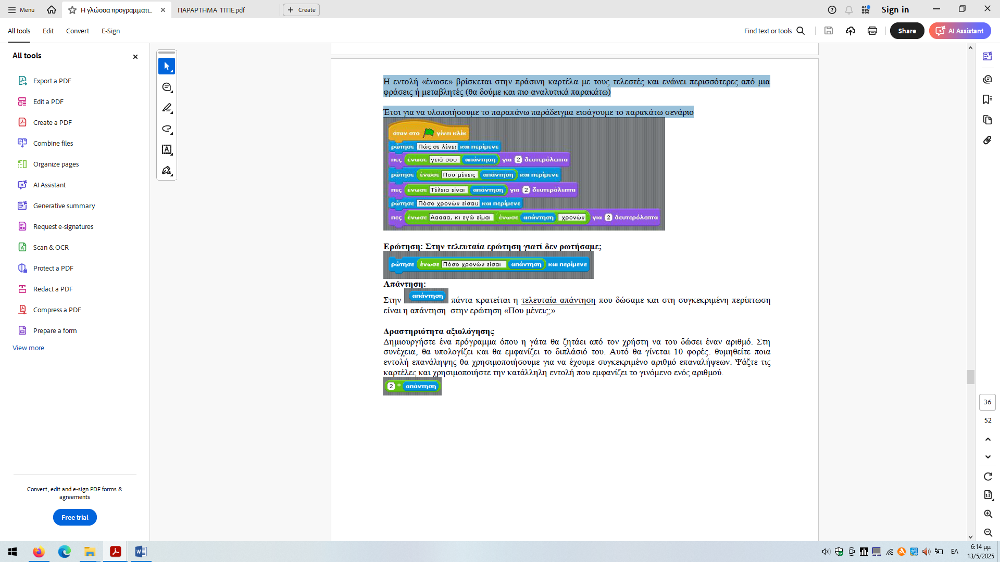 Menu
Η γλώσσα προγραμματι...
ΠΑΡΑΡΤΗΜΑ 1ΤΠΕ.pdf
Create
Sign in
All tools
Edit
Convert
E-Sign
Find text or tools
Share
AI Assistant
All tools
Export a PDF
Edit a PDF
Create a PDF
Combine files
Organize pages
AI Assistant
Generative summary
Request e-signatures
Scan & OCR
Protect a PDF
Redact a PDF
Compress a PDF
Prepare a form
View more
Convert, edit and e-sign PDF forms &
agreements
Free trial
Η εντολή «ένωσε» βρίσκεται στην πράσινη καρτέλα με τους τελεστές και ενώνει περισσότερες από μια
φράσεις ή μεταβλητές (θα δούμε και πιο αναλυτικά παρακάτω)
Έτσι για να υλοποιήσουμε το παραπάνω παράδειγμα εισάγουμε το παρακάτω σενάριο
όταν στο γίνει κλίκ
ρώτησε Πώς σε λένε; και περίμενε
πες ένωσε γειά σου απάντηση για 2 δευτερόλεπτα
ρώτησε ένωσε Που μένεις απάντηση και περίμενε
πες ένωσε Τέλεια είναι απάντηση για 2 δευτερόλεπτα
ρώτησε Πόσο χρονών είσαι; και περίμενε
πες ένωσε Ααααα, κι εγώ είμαι ένωσε απάντηση χρονών για 2 δευτερόλεπτα
Ερώτηση: Στην τελευταία ερώτηση γιατί δεν ρωτήσαμε;
ρώτησε ένωσε Πόσο χρονών είσαι απάντηση και περίμενε
Απάντηση:
Στην απάντηση πάντα κρατείται η τελευταία απάντηση που δώσαμε και στη συγκεκριμένη περίπτωση
είναι η απάντηση στην ερώτηση «Που μένεις;»
Δραστηριότητα αξιολόγησης
Δημιουργήστε ένα πρόγραμμα όπου η γάτα θα ζητάει από τον χρήστη να του δώσει έναν αριθμό. Στη
συνέχεια, θα υπολογίζει και θα εμφανίζει το διπλάσιό του. Αυτό θα γίνεται 10 φορές. θυμηθείτε ποια
εντολή επανάληψης θα χρησιμοποιήσουμε για να έχουμε συγκεκριμένο αριθμό επαναλήψεων. Ψάξτε τις
καρτέλες και χρησιμοποιήστε την κατάλληλη εντολή που εμφανίζει το γινόμενο ενός αριθμού.
2 * απάντηση
36
52
ΕΛ
6:14 μμ
13/5/2025